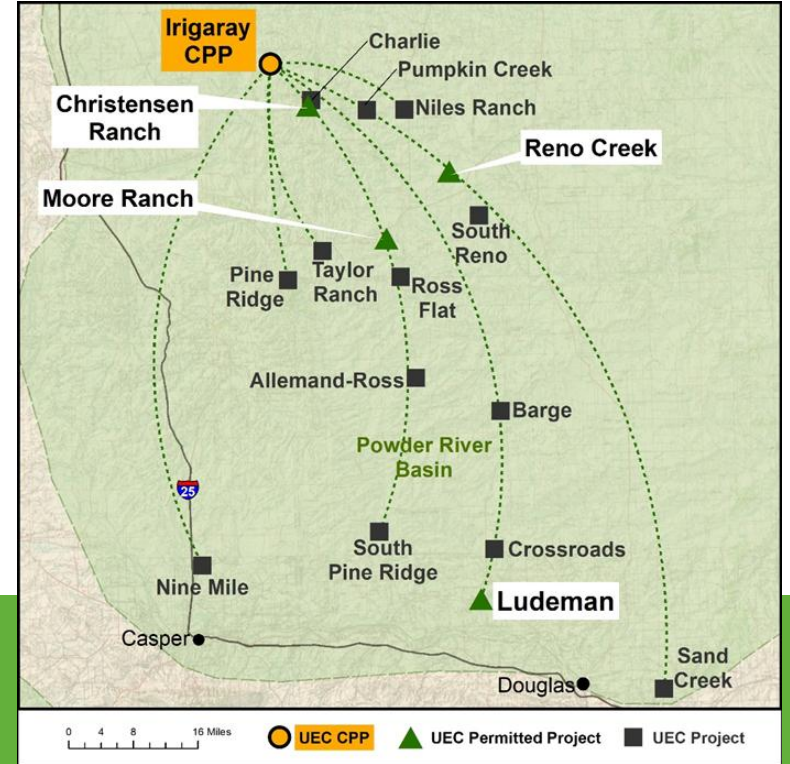 Irigaray
CPP
Charlie
Pumpkin Creek
Christensen
Ranch
Niles Ranch
Reno Creek
Moore Ranch
South
Reno
Pine
Ridge
Taylor
Ranch
Ross
Flat
Allemand-Ross
Barge
Powder River
Basin
25
South
Pine Ridge
Crossroads
Nine Mile
Ludeman
Casper
Sand
Creek
Douglas
0 4 8 16 Miles
UEC CPP
UEC Permitted Project
UEC Project